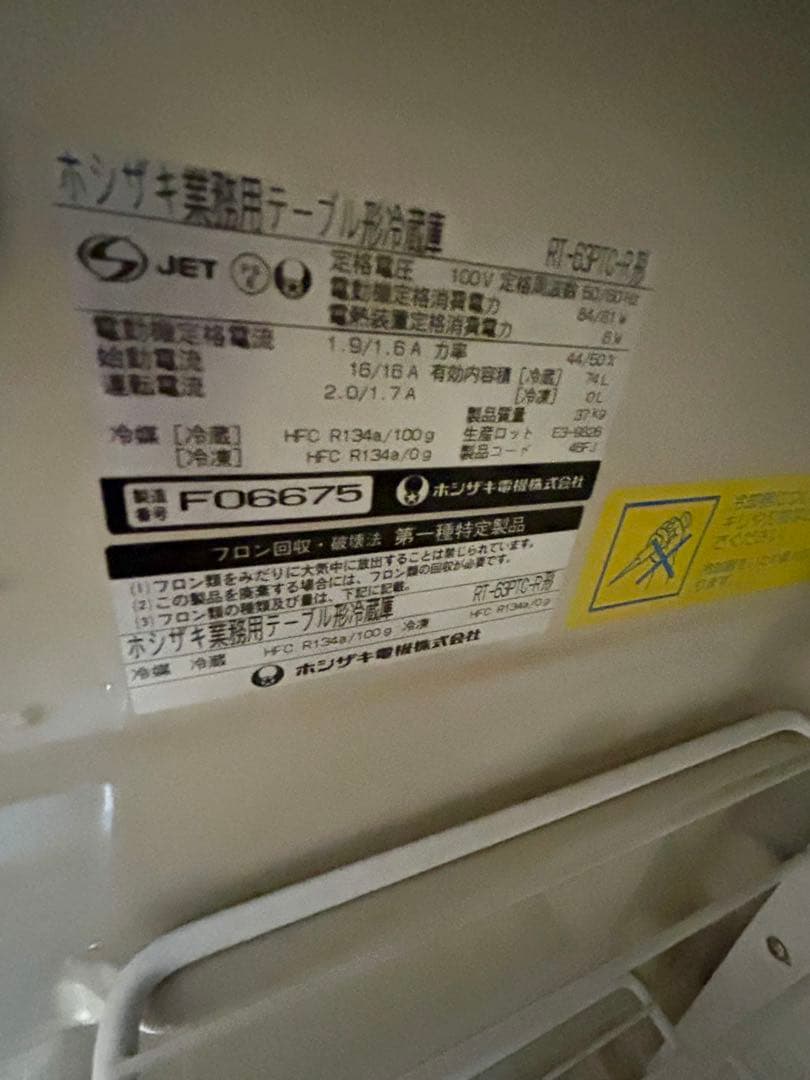 ホシザキ業務用テーブル形冷蔵庫 RT-63PTC-R形
JET 定格電圧 100V 定格周波数 50/60Hz
電動機定格消費電力 84/81W
電熱装置定格消費電力 6W
電動機定格電流 1.9/1.6A 力率 44/50%
始動電流 16/16A 有効内容積 [冷蔵] 74L
運転電流 2.0/1.7A [冷凍] 0L
製品質量 37kg
冷媒 [冷蔵] HFC R134a/100g 生産ロット E3-9826
[冷凍] HFC R134a/0g 製品コード
製造番号 F06675 ホシザキ電機株式会社
フロン回収・破壊法 第一種特定製品
(1) フロン類をみだりに大気中に放出することは禁じられています。
(2) この製品を廃棄する場合には、フロン類の回収が必要です。
(3) フロン類の種類及び量は、下記に記載。
ホシザキ業務用テーブル形冷蔵庫 RT-63PTC-R形
冷媒 冷蔵 HFC R134a/100g 冷凍 HFC R134a/0g
ホシザキ電機株式会社